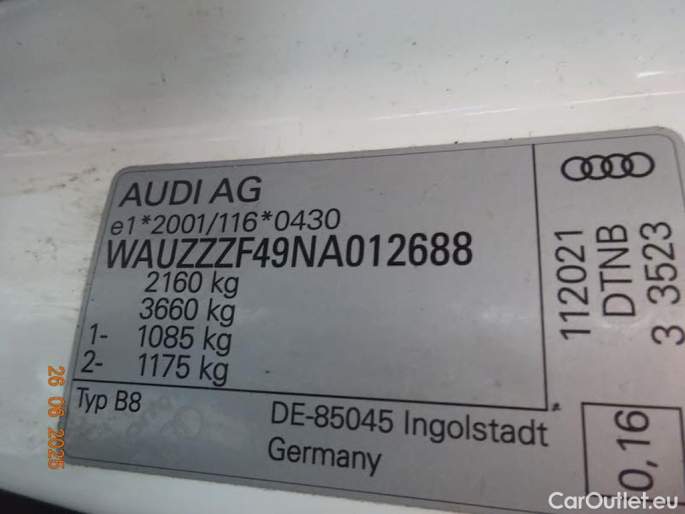 AUDI AG
e1*2001/116*0430
WAUZZZF49NA012688
2160 kg
3660 kg
1- 1085 kg
2- 1175 kg
Typ B8
DE-85045 Ingolstadt
Germany
112021
DTNB
3 3523
0,16
26 06 2025
CarOutlet.eu